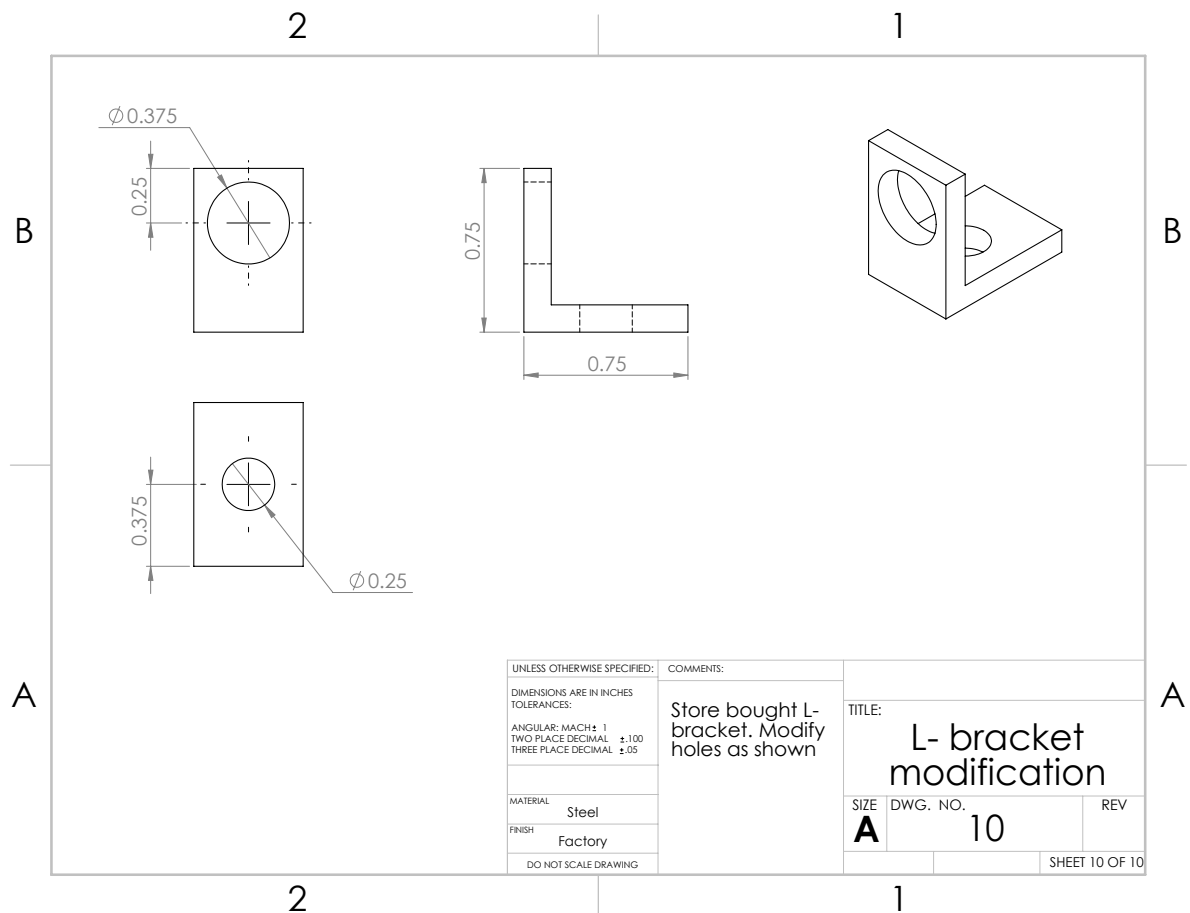 2
1
B
B
∅0.375
0.25
0.75
0.75
0.375
∅0.25
A
A
UNLESS OTHERWISE SPECIFIED:
DIMENSIONS ARE IN INCHES
TOLERANCES:
ANGULAR: MACH± 1
TWO PLACE DECIMAL ±.100
THREE PLACE DECIMAL ±.05
MATERIAL
Steel
FINISH
Factory
DO NOT SCALE DRAWING
COMMENTS:
Store bought L-
bracket. Modify
holes as shown
TITLE:
L- bracket
modification
SIZE
A
DWG. NO.
10
REV
SHEET 10 OF 10
2
1